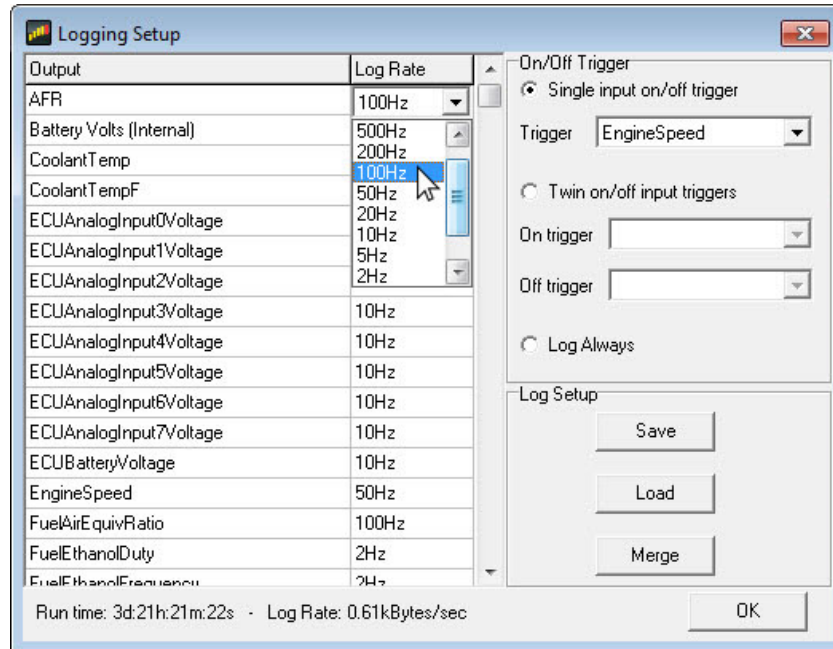 Logging Setup
Output Log Rate
AFR 100Hz
Battery Volts (Internal) 500Hz
200Hz
CoolantTemp 100Hz
CoolantTempF 50Hz
ECUAnalogInput0Voltage 20Hz
ECUAnalogInput1Voltage 10Hz
5Hz
ECUAnalogInput2Voltage 2Hz
ECUAnalogInput3Voltage 10Hz
ECUAnalogInput4Voltage 10Hz
ECUAnalogInput5Voltage 10Hz
ECUAnalogInput6Voltage 10Hz
ECUAnalogInput7Voltage 10Hz
ECUBatteryVoltage 10Hz
EngineSpeed 50Hz
FuelAirEquivRatio 100Hz
FuelEthanolDuty 2Hz
FuelEthanolFrequency 2Hz
On/Off Trigger
Single input on/off trigger
Trigger EngineSpeed
Twin on/off input triggers
On trigger
Off trigger
Log Always
Log Setup
Save
Load
Merge
Run time: 3d:21h:21m:22s - Log Rate: 0.61kBytes/sec
OK